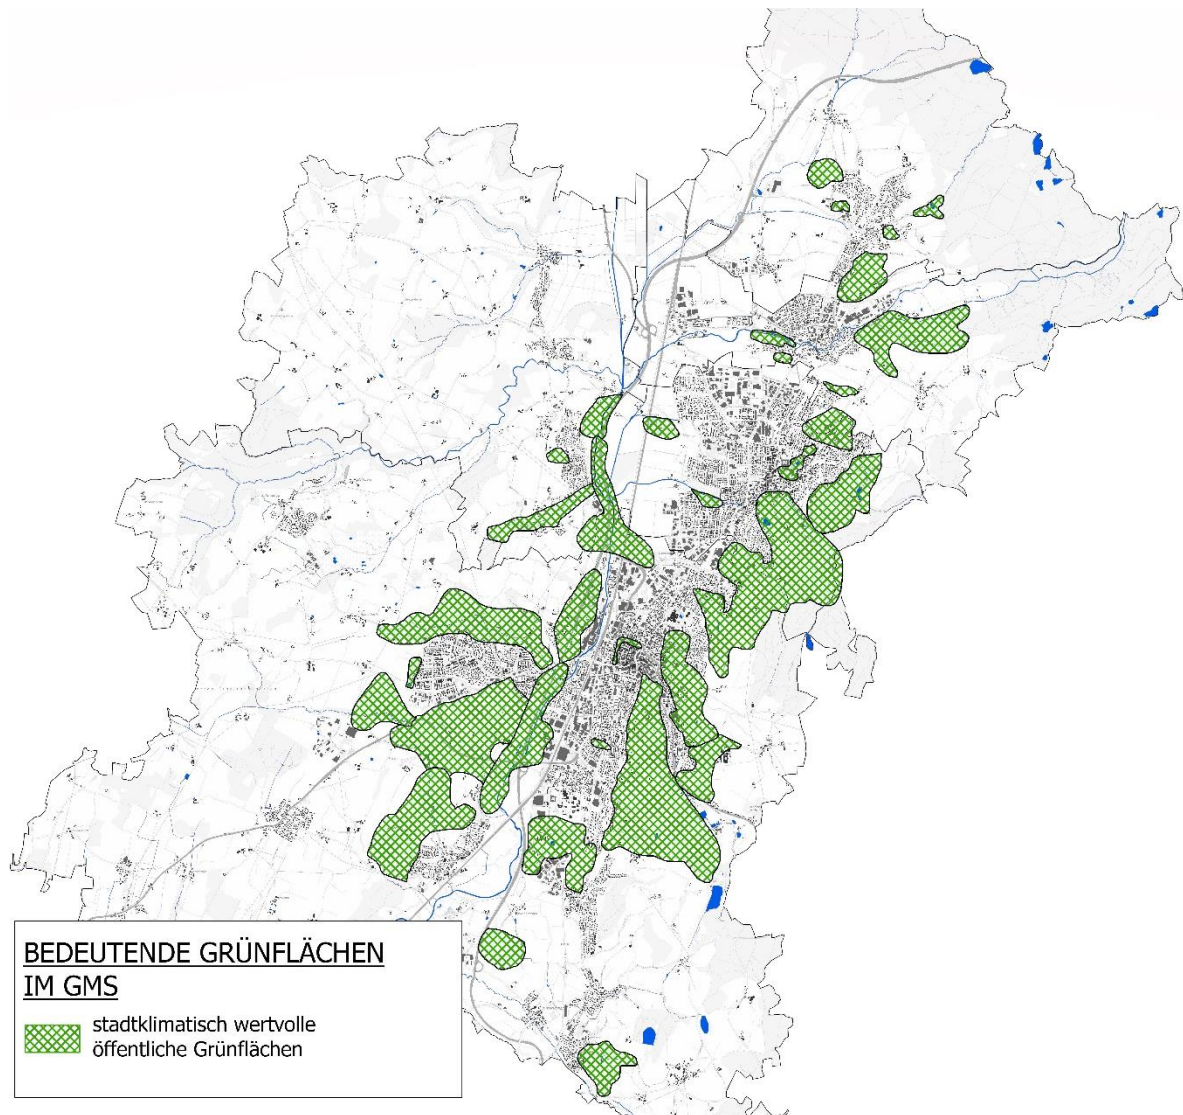 BEDEUTENDE GRÜNFLÄCHEN
IM GMS
stadtklimatisch wertvolle
öffentliche Grünflächen